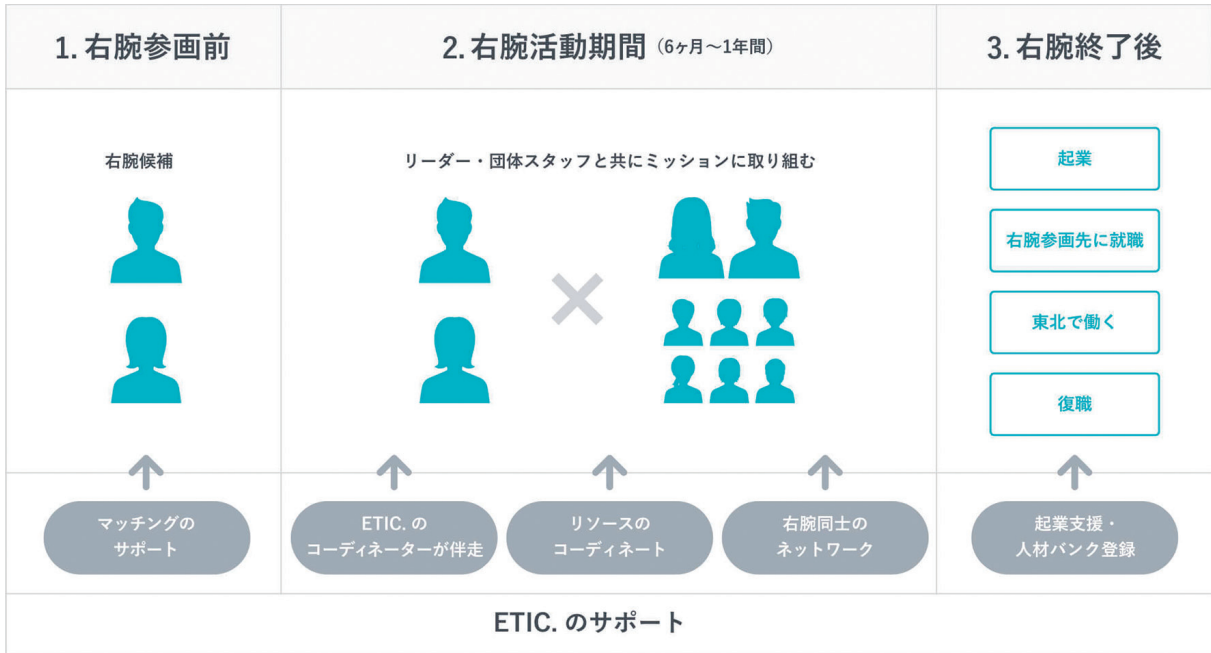 1. 右腕参画前
2. 右腕活動期間（6ヶ月〜1年間）
3. 右腕終了後
右腕候補
リーダー・団体スタッフと共にミッションに取り組む
起業
右腕参画先に就職
東北で働く
復職
マッチングの
サポート
ETIC. の
コーディネーターが伴走
リソースの
コーディネート
右腕同士の
ネットワーク
起業支援・
人材バンク登録
ETIC. のサポート